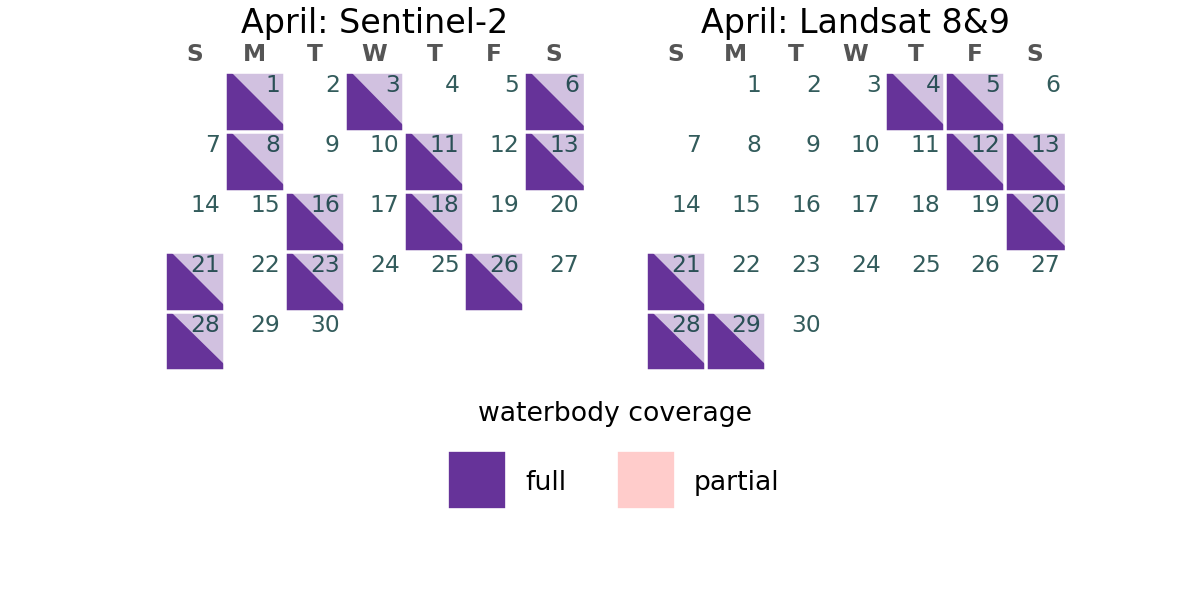 April: Sentinel-2
S M T W T F S
1 2 3 4 5 6
7 8 9 10 11 12 13
14 15 16 17 18 19 20
21 22 23 24 25 26 27
28 29 30
April: Landsat 8&9
S M T W T F S
1 2 3 4 5 6
7 8 9 10 11 12 13
14 15 16 17 18 19 20
21 22 23 24 25 26 27
28 29 30
waterbody coverage
full partial